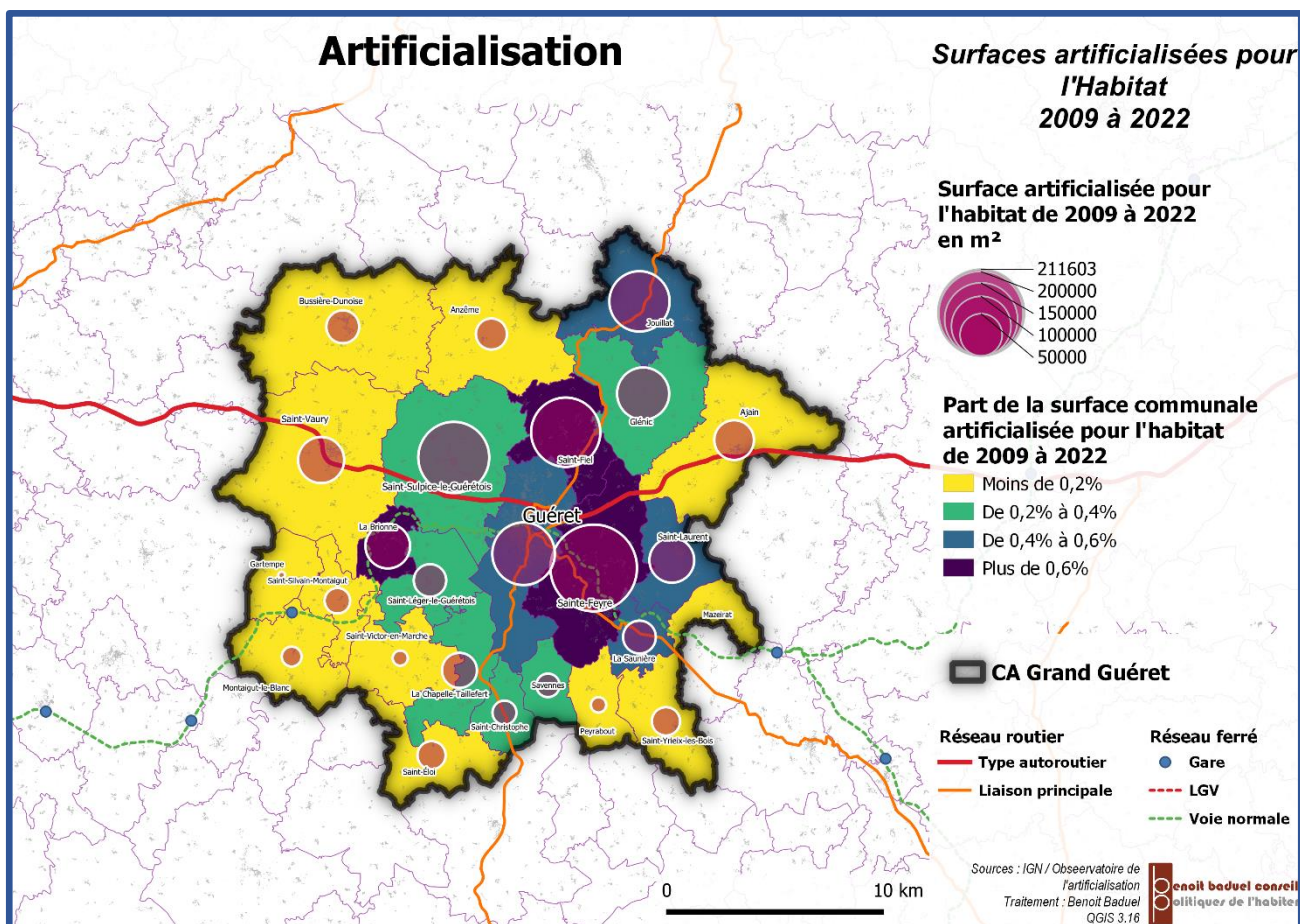 Artificialisation
Surfaces artificialisées pour
l'Habitat
2009 à 2022
Surface artificialisée pour
l'habitat de 2009 à 2022
en m²
211603
200000
150000
100000
50000
Part de la surface communale
artificialisée pour l'habitat
de 2009 à 2022
Moins de 0,2%
De 0,2% à 0,4%
De 0,4% à 0,6%
Plus de 0,6%
CA Grand Guéret
Réseau routier
Type autoroutier
Liaison principale
Réseau ferré
Gare
LGV
Voie normale
Bussière-Dunoise
Anzême
Jouillat
Glénic
Ajain
Saint-Vaury
Saint-Sulpice-le-Guérétois
Saint-Fiel
Guéret
La Brionne
Saint-Laurent
Gartempe
Saint-Silvain-Montaigut
Saint-Léger-le-Guérétois
Sainte-Feyre
Mazeirat
Saint-Victor-en-Marche
La Saunière
Montaigut-le-Blanc
La Chapelle-Taillefert
Savennes
Saint-Christophe
Peyrabout
Saint-Yrieix-les-Bois
Saint-Éloi
0 10 km
Sources : IGN / Obseervatoire de
l'artificialisation
Traitement : Benoit Baduel
QGIS 3.16
benoit baduel conseil
politiques de l'habiter